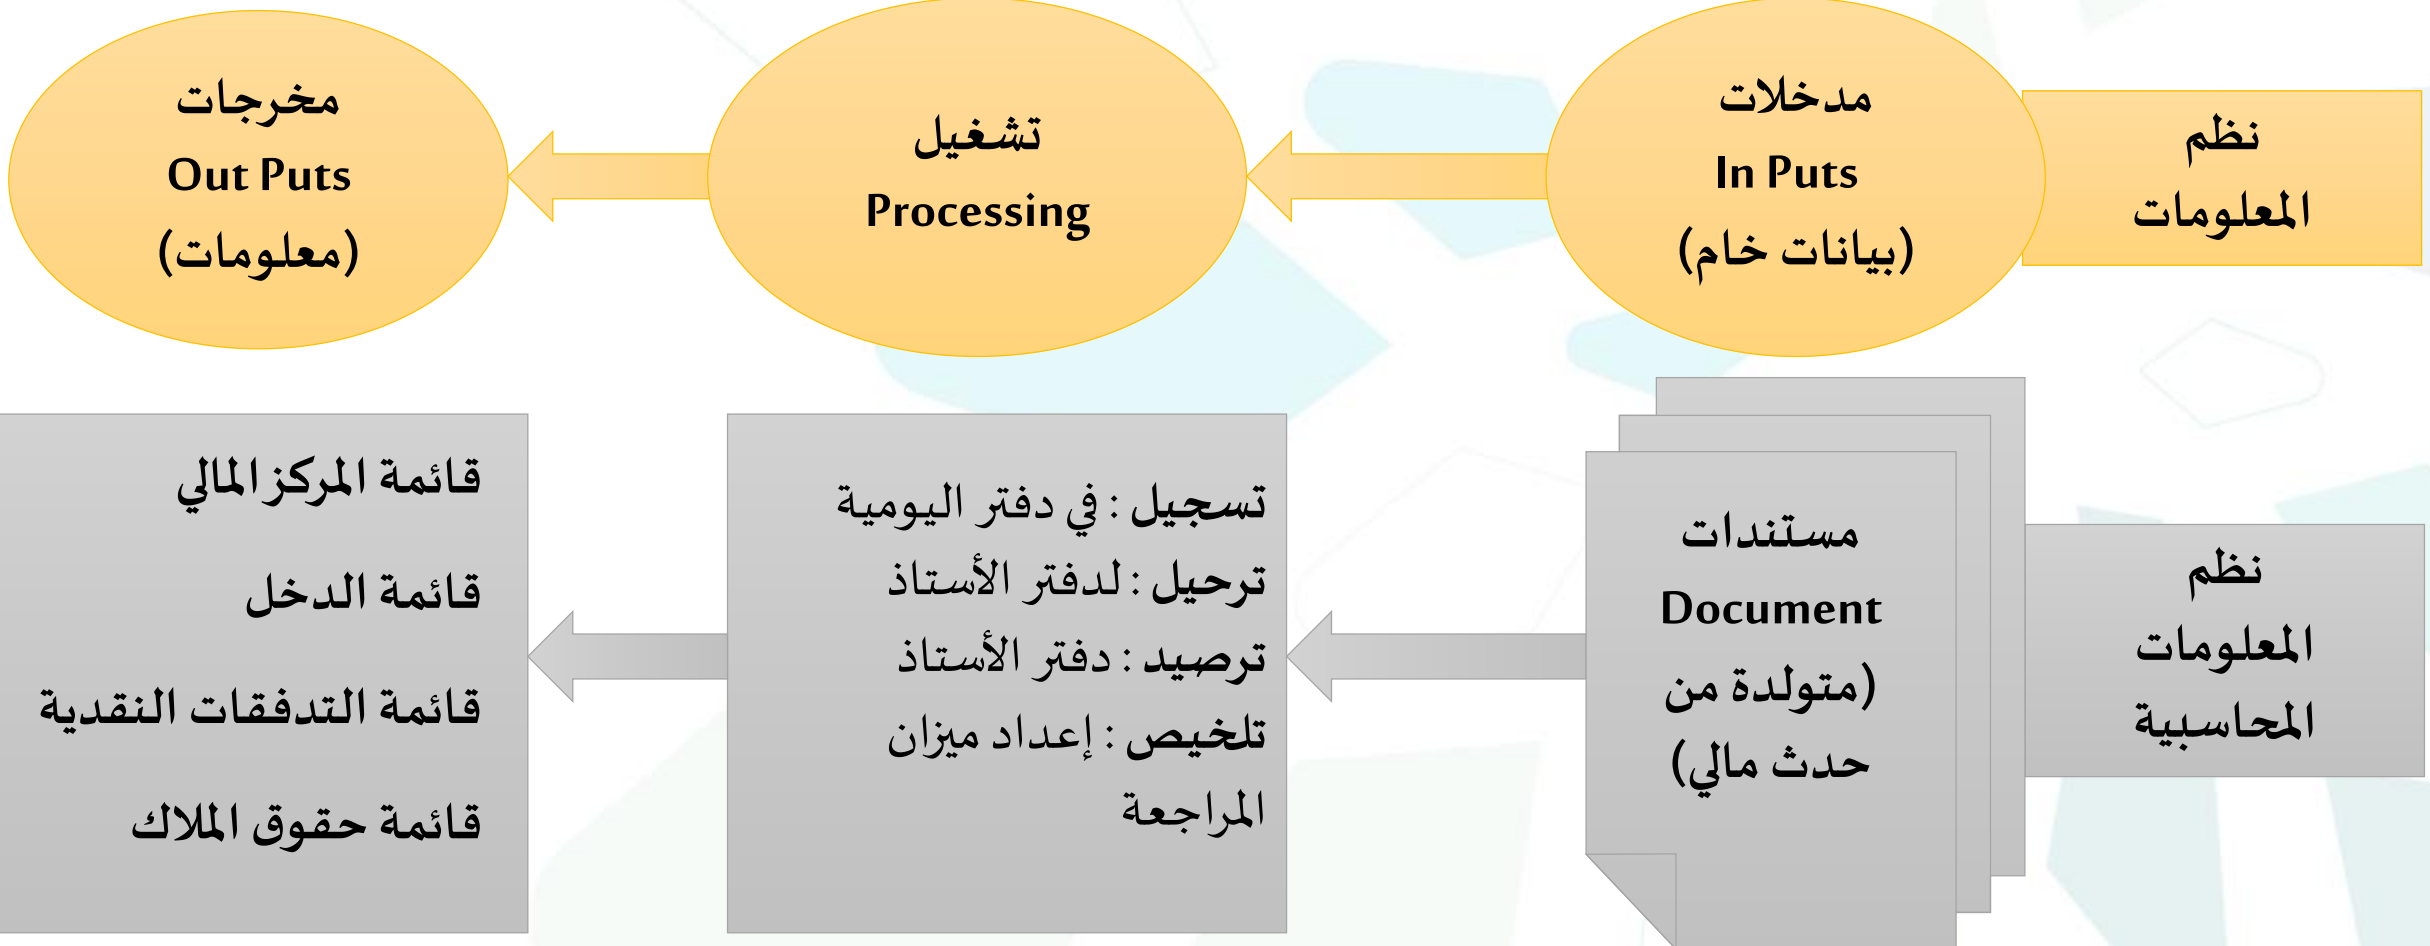 نظم
المعلومات
مدخلات
In Puts
(بيانات خام)
تشغيل
Processing
مخرجات
Out Puts
(معلومات)
نظم
المعلومات
المحاسبية
مستندات
Document
(متولدة من
حدث مالي)
تسجيل : في دفتر اليومية
ترحيل : لدفتر الأستاذ
ترصيد : دفتر الأستاذ
تلخيص : إعداد ميزان
المراجعة
قائمة المركز المالي
قائمة الدخل
قائمة التدفقات النقدية
قائمة حقوق الملاك